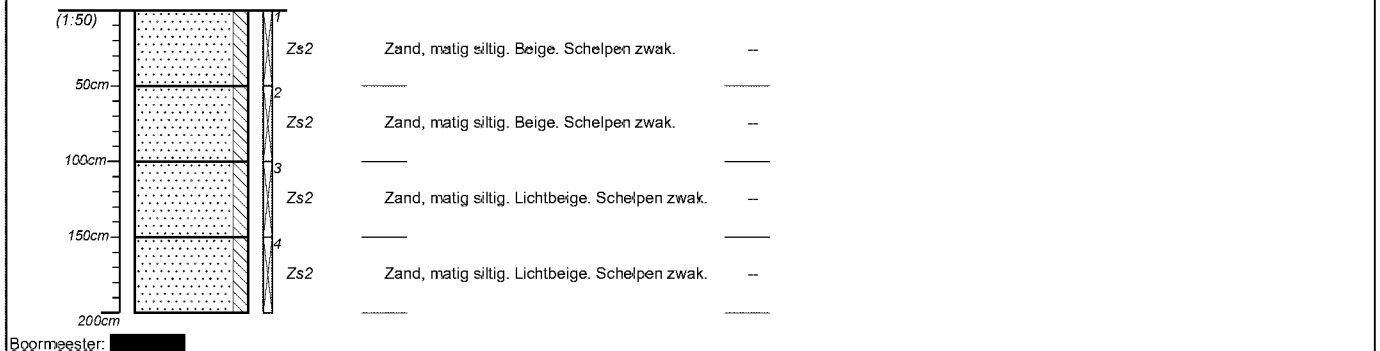 (1:50)
1
Zs2 Zand, matig siltig. Beige. Schelpen zwak. --
50cm
2
Zs2 Zand, matig siltig. Beige. Schelpen zwak. --
100cm
3
Zs2 Zand, matig siltig. Lichtbeige. Schelpen zwak. --
150cm
4
Zs2 Zand, matig siltig. Lichtbeige. Schelpen zwak. --
200cm
Boormeester: